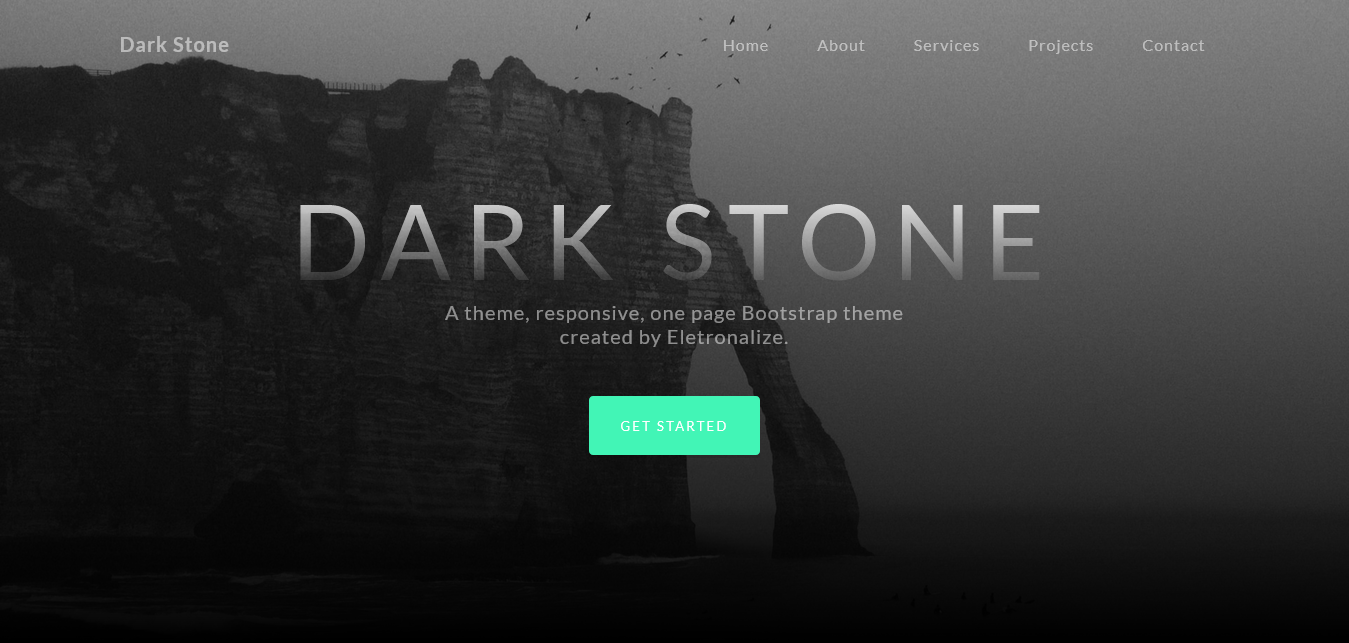 Dark Stone
Home About Services Projects Contact
DARK STONE
A theme, responsive, one page Bootstrap theme
created by Eletronalize.
GET STARTED